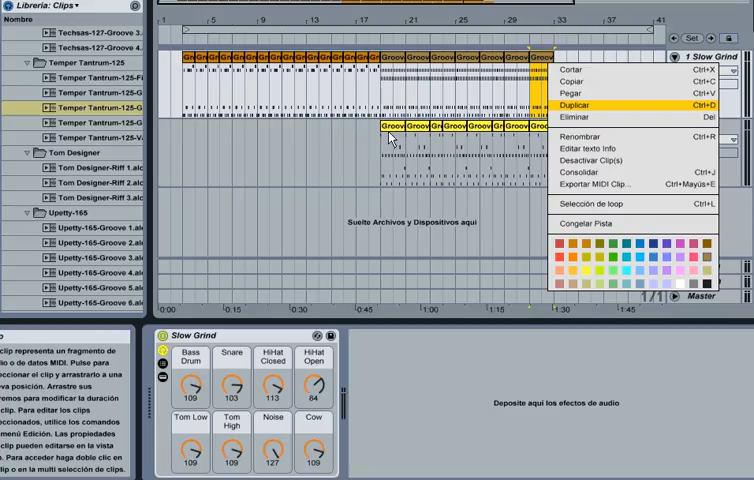 Librería: Clips
Nombre
Techsas-127-Groove 3.
Techsas-127-Groove 4.
Temper Tantrum-125
Temper Tantrum-125-Fi
Temper Tantrum-125-G
Temper Tantrum-125-G
Temper Tantrum-125-G
Temper Tantrum-125-V
Tom Designer
Tom Designer-Riff 1.al
Tom Designer-Riff 2.al
Tom Designer-Riff 3.al
Upetty-165
Upetty-165-Groove 1.al
Upetty-165-Groove 2.al
Upetty-165-Groove 3.al
Upetty-165-Groove 4.al
Upetty-165-Groove 5.al
Upetty-165-Groove 6.al
1 5 9 13 17 21 25 29 33 37 41
Set
1 Slow Grind
Cortar Ctrl+X
Copiar Ctrl+C
Pegar Ctrl+V
Duplicar Ctrl+D
Eliminar Del
Renombrar Ctrl+R
Editar texto Info
Desactivar Clip(s)
Consolidar Ctrl+J
Exportar MIDI Clip... Ctrl+Mayús+E
Selección de loop Ctrl+L
Congelar Pista
Suelte Archivos y Dispositivos aquí
1/1 Master
0:00 0:15 0:30 0:45 1:00 1:15 1:30 1:45
clip representa un fragmento de
dio o de datos MIDI. Pulse para
eccionar el clip y arrastrarlo a una
eva posición. Arrastre sus
remos para modificar la duración
clip. Para editar los clips
eccionados, utilice los comandos
menú Edición. Las propiedades
clip pueden editarse en la vista
n. Para acceder haga doble clic en
lip o en la multi selección de clips.
Slow Grind
Bass Drum Snare HiHat Closed HiHat Open
109 103 113 84
Tom Low Tom High Noise Cow
109 109 127 109
Deposite aquí los efectos de audio